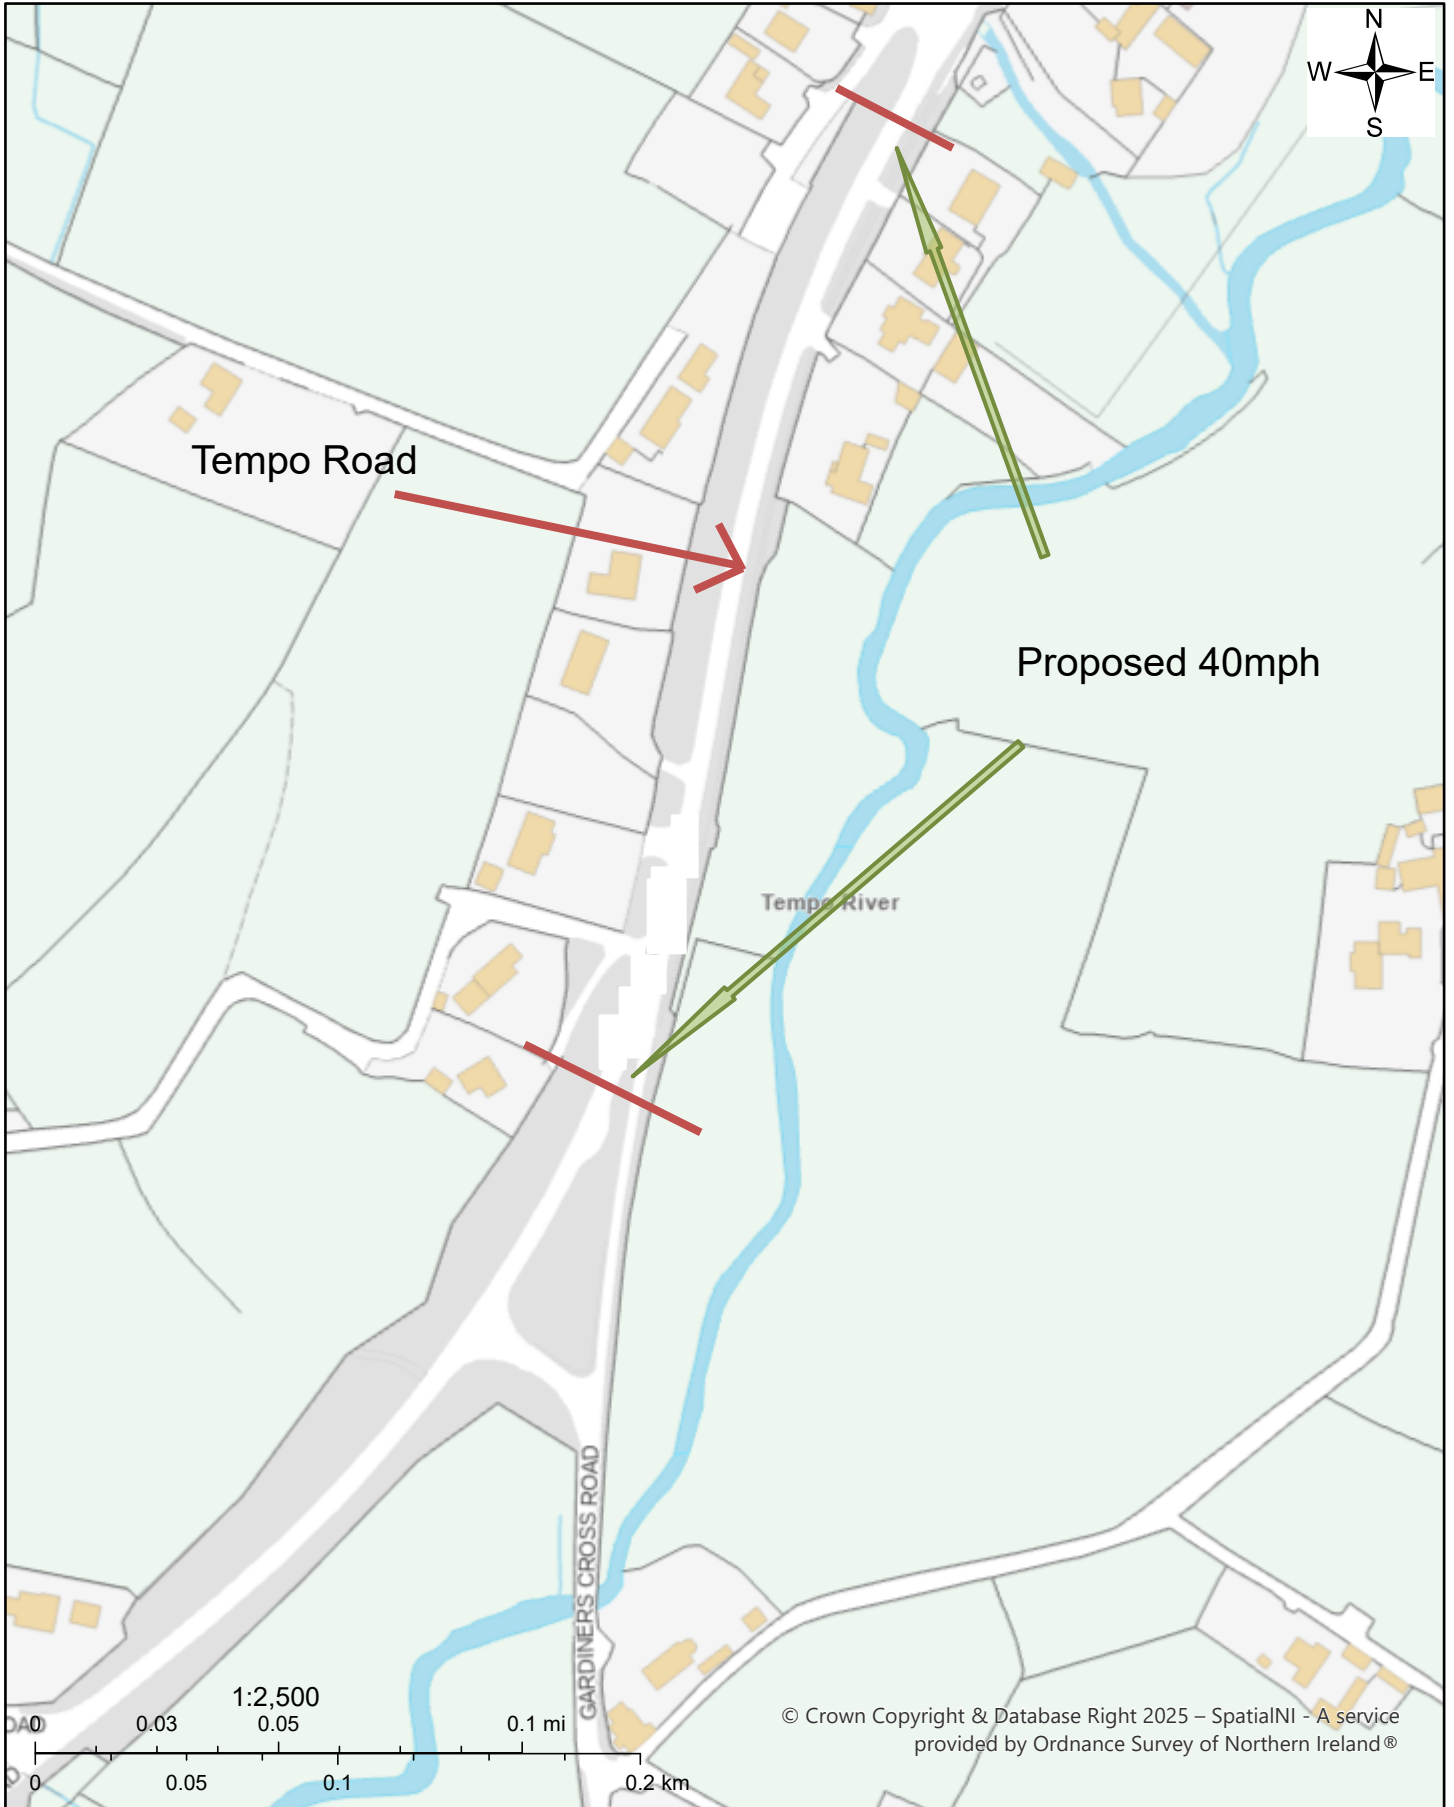 N
W E
S
Tempo Road
Proposed 40mph
Tempo River
GARDINERS CROSS ROAD
1:2,500
OAD
0 0.03 0.05 0.1 mi
0 0.05 0.1 0.2 km
© Crown Copyright & Database Right 2025 – SpatialNI - A service
provided by Ordnance Survey of Northern Ireland®